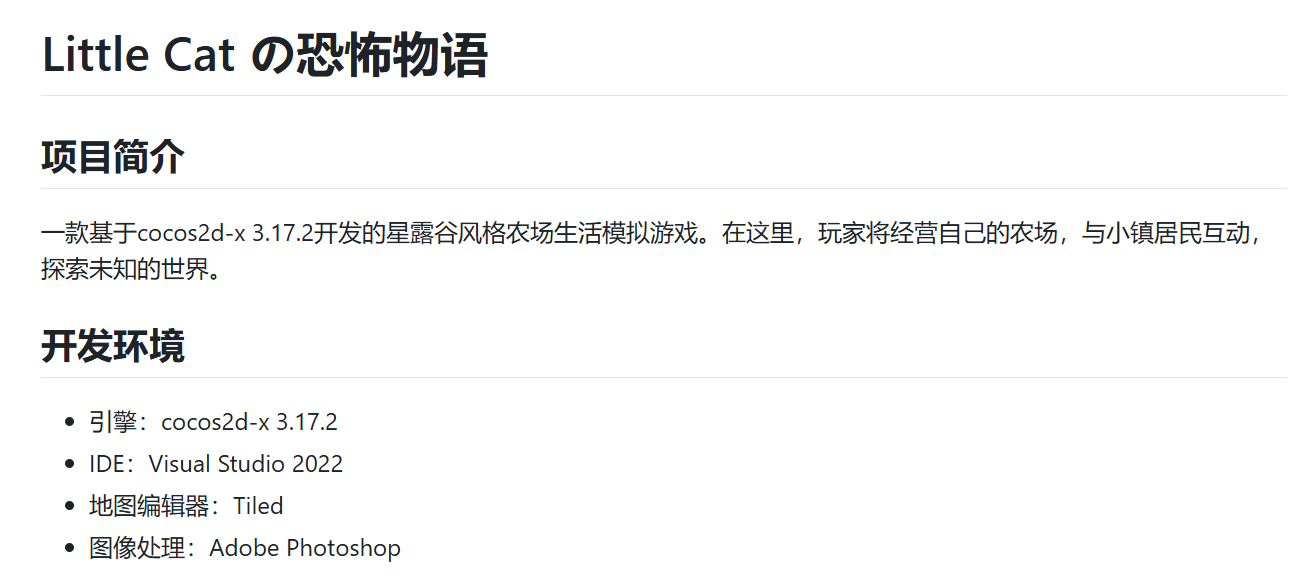 Little Cat の恐怖物语
项目简介
一款基于cocos2d-x 3.17.2开发的星露谷风格农场生活模拟游戏。在这里，玩家将经营自己的农场，与小镇居民互动，
探索未知的世界。
开发环境
引擎：cocos2d-x 3.17.2
IDE：Visual Studio 2022
地图编辑器：Tiled
图像处理：Adobe Photoshop